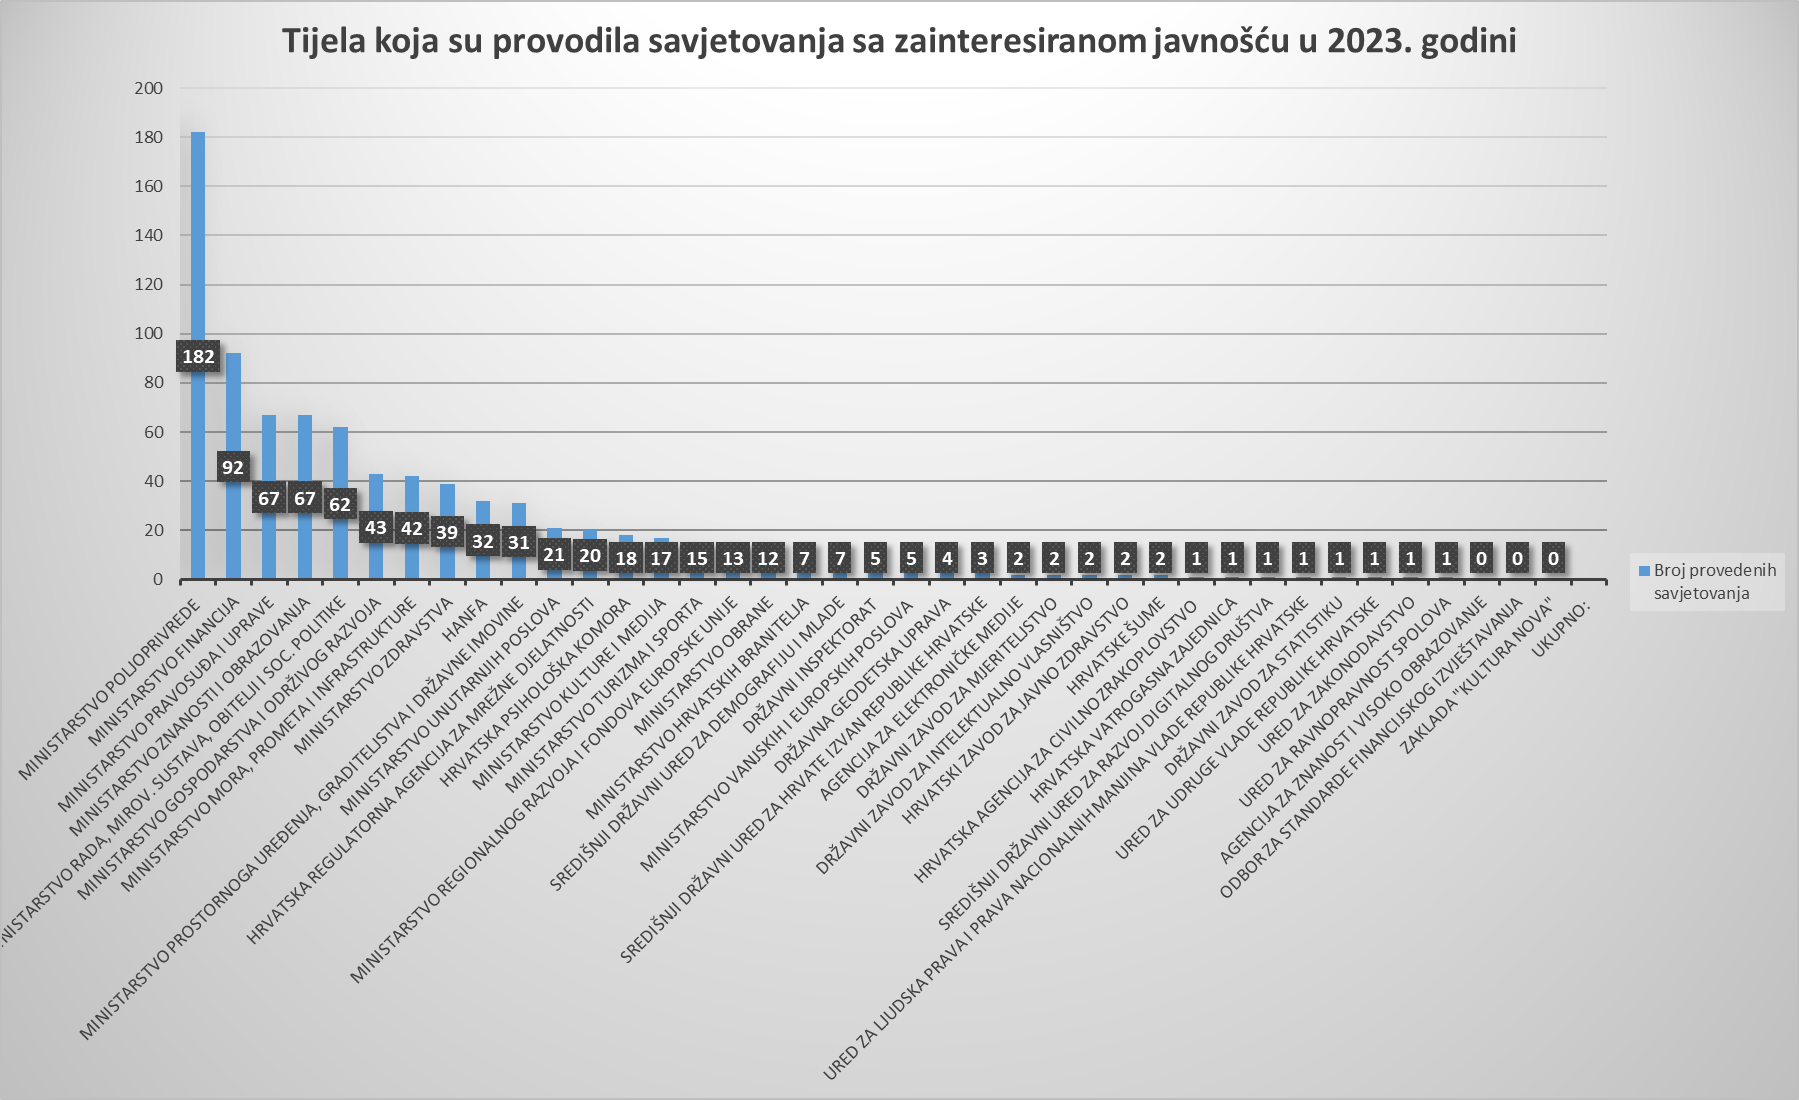 Tijela koja su provodila savjetovanja sa zainteresiranom javnošću u 2023. godini
200
180
160
140
120
100
80
60
40
20
0
182
92
67
67
62
43
42
39
32
31
21
20
18
17
15
13
12
7
7
5
5
4
3
2
2
2
2
2
1
1
1
1
1
1
1
1
0
0
0
MINISTARSTVO POLJOPRIVREDE
MINISTARSTVO FINANCIJA
MINISTARSTVO PRAVOSUĐA I UPRAVE
MINISTARSTVO ZNANOSTI I OBRAZOVANJA
RADA, MIROV. SUSTAVA, OBITELJI I SOC. POLITIKE
MINISTARSTVO GOSPODARSTVA I ODRŽIVOG RAZVOJA
MINISTARSTVO MORA, PROMETA I INFRASTRUKTURE
MINISTARSTVO ZDRAVSTVA
HANFA
MINISTARSTVO PROSTORNOGA UREĐENJA, GRADITELJSTVA I DRŽAVNE IMOVINE
MINISTARSTVO UNUTARNJIH POSLOVA
HRVATSKA REGULATORNA AGENCIJA ZA MREŽNE DJELATNOSTI
HRVATSKA PSIHOLOŠKA KOMORA
MINISTARSTVO KULTURE I MEDIJA
MINISTARSTVO TURIZMA I SPORTA
MINISTARSTVO REGIONALNOG RAZVOJA I FONDOVA EUROPSKE UNIJE
MINISTARSTVO OBRANE
MINISTARSTVO HRVATSKIH BRANITELJA
SREDIŠNJI DRŽAVNI URED ZA DEMOGRAFIJU I MLADE
DRŽAVNI INSPEKTORAT
MINISTARSTVO VANJSKIH I EUROPSKIH POSLOVA
DRŽAVNA GEODETSKA UPRAVA
SREDIŠNJI DRŽAVNI URED ZA HRVATE IZVAN REPUBLIKE HRVATSKE
AGENCIJA ZA ELEKTRONIČKE MEDIJE
DRŽAVNI ZAVOD ZA MJERITELJSTVO
DRŽAVNI ZAVOD ZA INTELEKTUALNO VLASNIŠTVO
HRVATSKI ZAVOD ZA JAVNO ZDRAVSTVO
HRVATSKE ŠUME
HRVATSKA AGENCIJA ZA CIVILNO ZRAKOPLOVSTVO
HRVATSKA VATROGASNA ZAJEDNICA
SREDIŠNJI DRŽAVNI URED ZA RAZVOJ DIGITALNOG DRUŠTVA
URED ZA LJUDSKA PRAVA I PRAVA NACIONALNIH MANJINA VLADE REPUBLIKE HRVATSKE
DRŽAVNI ZAVOD ZA STATISTIKU
URED ZA UDRUGE VLADE REPUBLIKE HRVATSKE
URED ZA ZAKONODAVSTVO
URED ZA RAVNOPRAVNOST SPOLOVA
AGENCIJA ZA ZNANOST I VISOKO OBRAZOVANJE
ODBOR ZA STANDARDE FINANCIJSKOG IZVJEŠTAVANJA
ZAKLADA "KULTURA NOVA"
UKUPNO:
Broj provedenih
savjetovanja